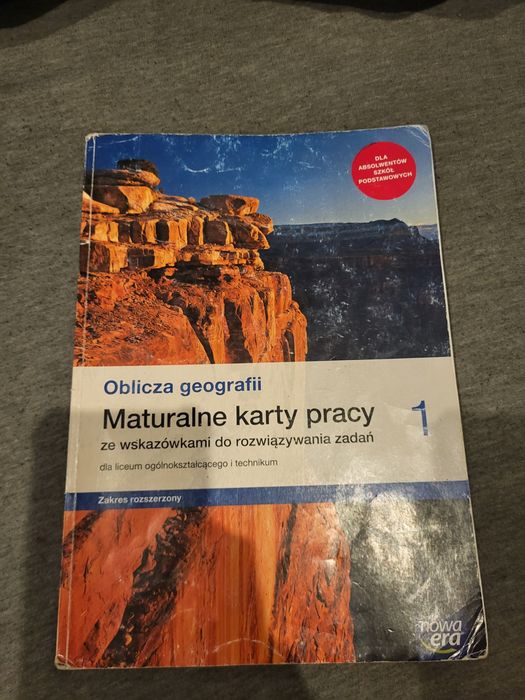 DLA
ABSOLWENTÓW
SZKÓŁ
PODSTAWOWYCH
Oblicza geografii
Maturalne karty pracy 1
ze wskazówkami do rozwiązywania zadań
dla liceum ogólnokształcącego i technikum
Zakres rozszerzony
nowa
era